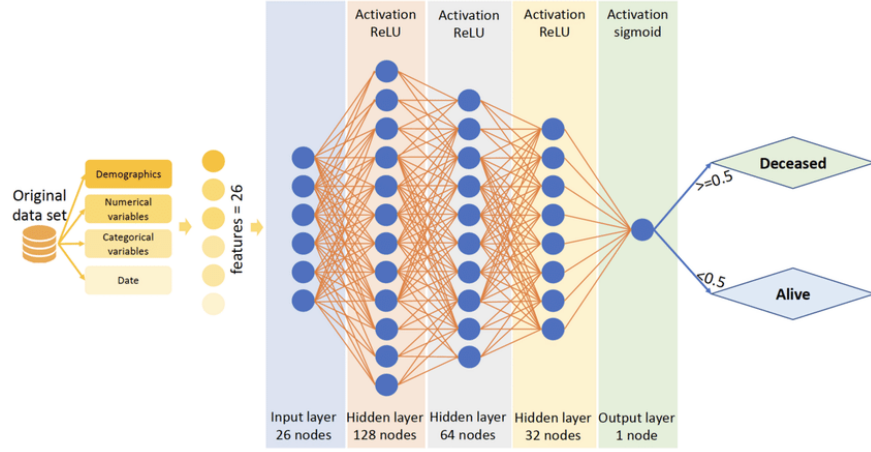 Original
data set
Demographics
Numerical
variables
Categorical
variables
Date
features = 26
Input layer
26 nodes
Activation
ReLU
Hidden layer
128 nodes
Activation
ReLU
Hidden layer
64 nodes
Activation
ReLU
Hidden layer
32 nodes
Activation
sigmoid
Output layer
1 node
>=0.5
Deceased
<0.5
Alive